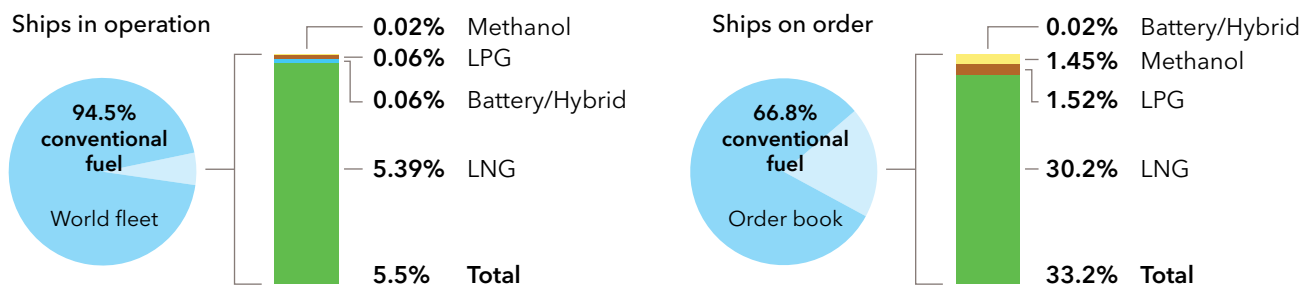 Ships in operation
0.02% Methanol
0.06% LPG
0.06% Battery/Hybrid
94.5%
conventional
fuel
5.39% LNG
World fleet
5.5% Total
Ships on order
0.02% Battery/Hybrid
1.45% Methanol
1.52% LPG
66.8%
conventional
fuel
30.2% LNG
Order book
33.2% Total